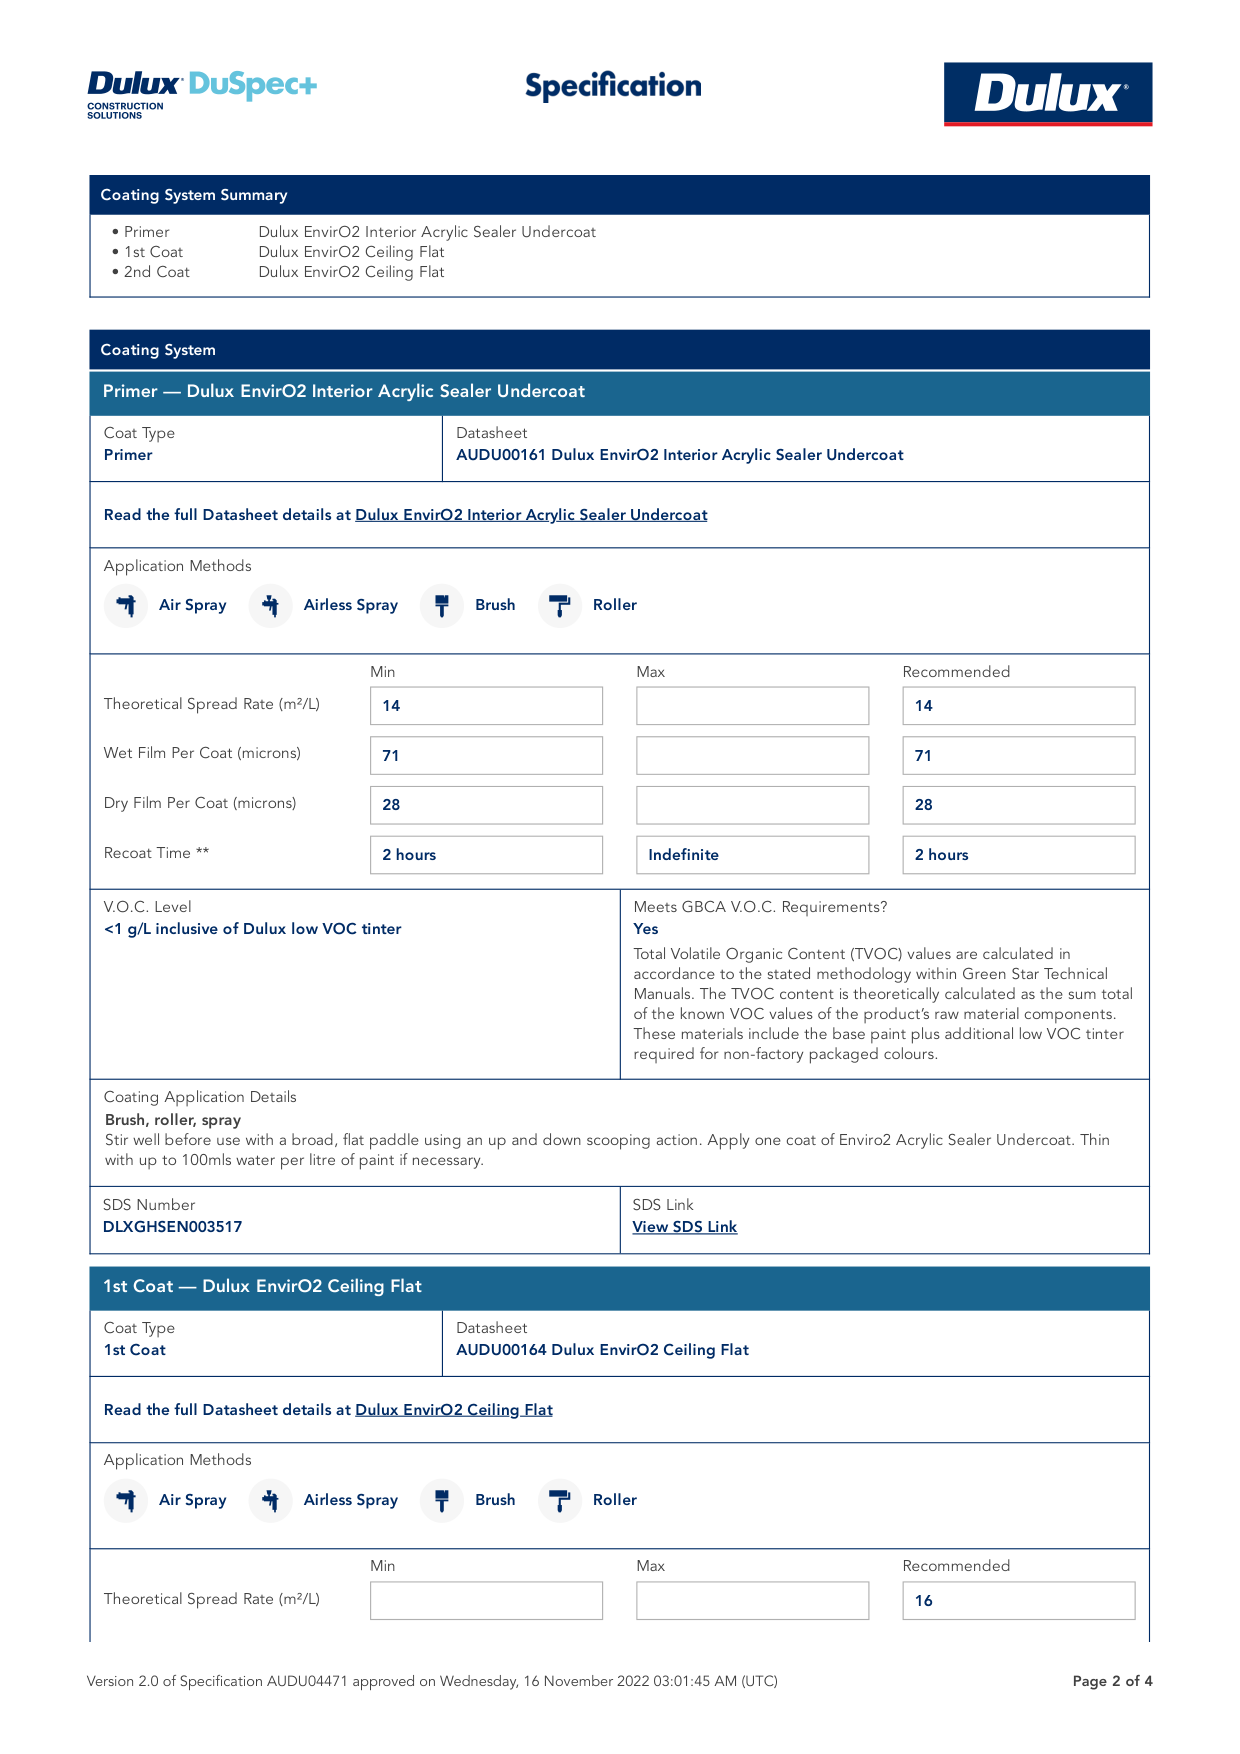 Dulux DuSpec+
CONSTRUCTION
SOLUTIONS
Specification
Dulux®
Coating System Summary
• Primer Dulux EnvirO2 Interior Acrylic Sealer Undercoat
• 1st Coat Dulux EnvirO2 Ceiling Flat
• 2nd Coat Dulux EnvirO2 Ceiling Flat
Coating System
Primer — Dulux EnvirO2 Interior Acrylic Sealer Undercoat
Coat Type Datasheet
Primer AUDU00161 Dulux EnvirO2 Interior Acrylic Sealer Undercoat
Read the full Datasheet details at Dulux EnvirO2 Interior Acrylic Sealer Undercoat
Application Methods
Air Spray Airless Spray Brush Roller
Min Max Recommended
Theoretical Spread Rate (m²/L) 14 14
Wet Film Per Coat (microns) 71 71
Dry Film Per Coat (microns) 28 28
Recoat Time ** 2 hours Indefinite 2 hours
V.O.C. Level
<1 g/L inclusive of Dulux low VOC tinter
Meets GBCA V.O.C. Requirements?
Yes
Total Volatile Organic Content (TVOC) values are calculated in
accordance to the stated methodology within Green Star Technical
Manuals. The TVOC content is theoretically calculated as the sum total
of the known VOC values of the product's raw material components.
These materials include the base paint plus additional low VOC tinter
required for non-factory packaged colours.
Coating Application Details
Brush, roller, spray
Stir well before use with a broad, flat paddle using an up and down scooping action. Apply one coat of Enviro2 Acrylic Sealer Undercoat. Thin
with up to 100mls water per litre of paint if necessary.
SDS Number SDS Link
DLXGHSEN003517 View SDS Link
1st Coat — Dulux EnvirO2 Ceiling Flat
Coat Type Datasheet
1st Coat AUDU00164 Dulux EnvirO2 Ceiling Flat
Read the full Datasheet details at Dulux EnvirO2 Ceiling Flat
Application Methods
Air Spray Airless Spray Brush Roller
Min Max Recommended
Theoretical Spread Rate (m²/L) 16
Version 2.0 of Specification AUDU04471 approved on Wednesday, 16 November 2022 03:01:45 AM (UTC) Page 2 of 4